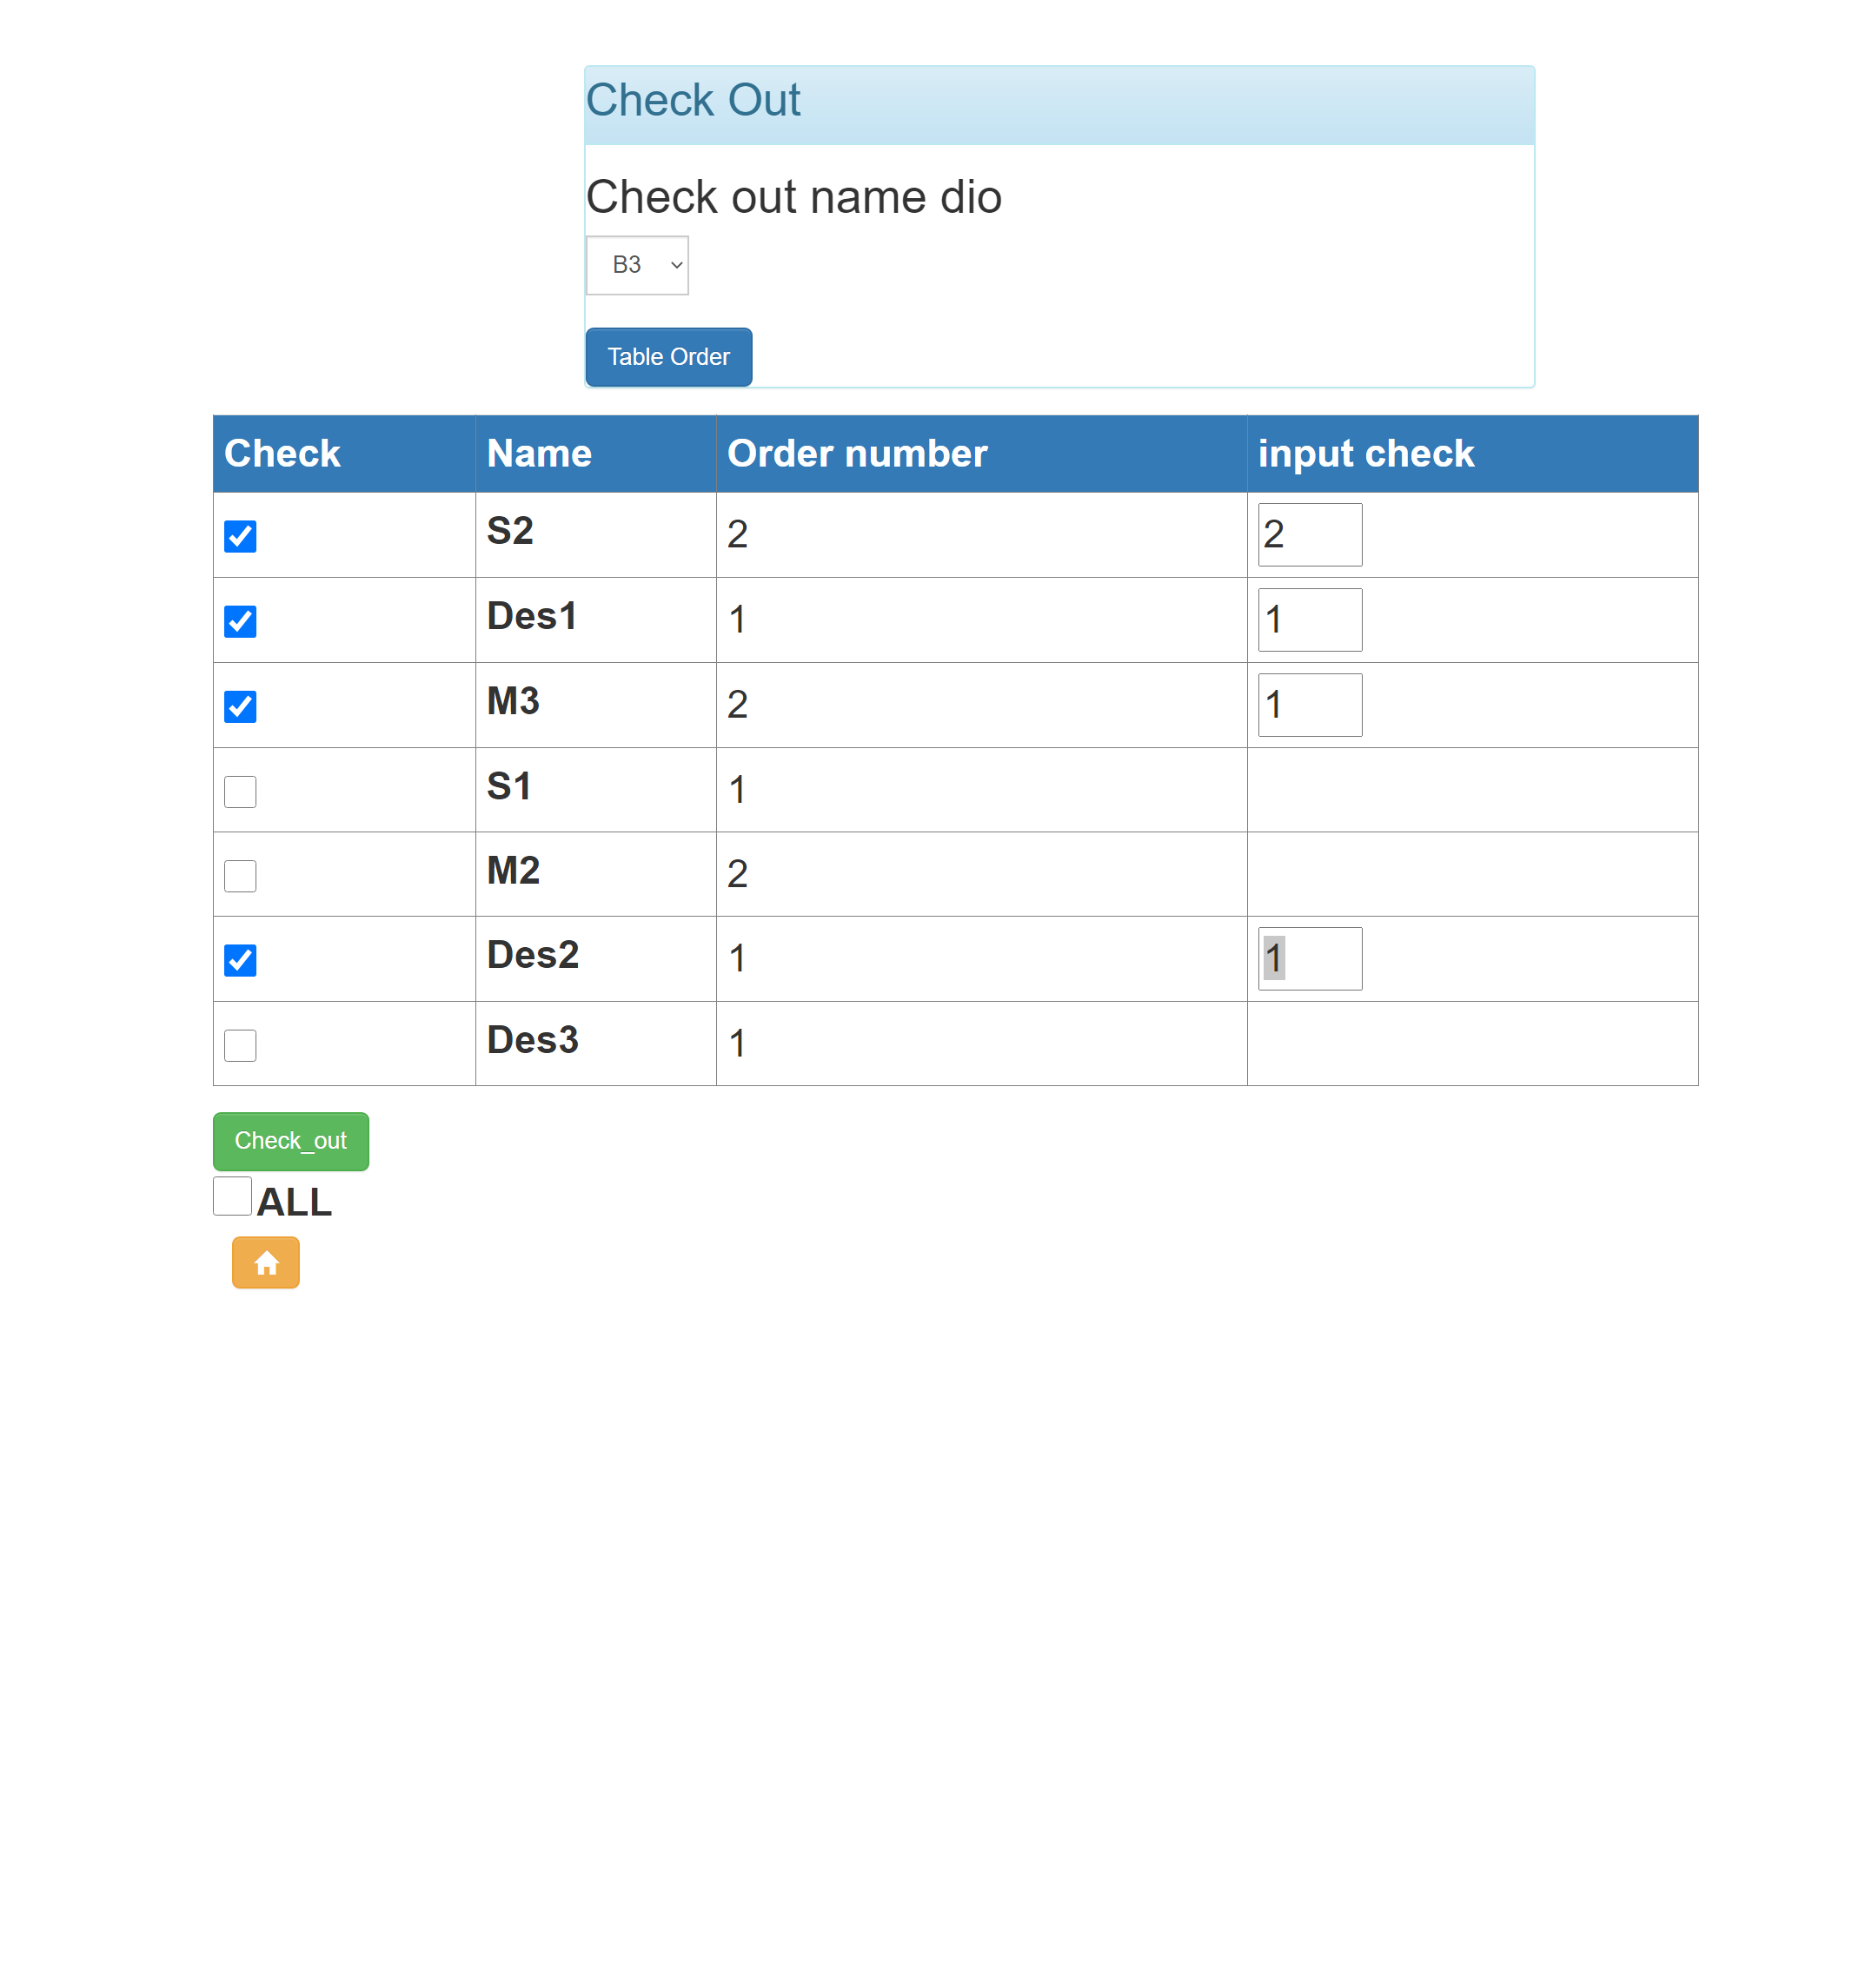 Check Out
Check out name dio
B3
Table Order
Check Name Order number input check
S2 2 2
Des1 1 1
M3 2 1
S1 1
M2 2
Des2 1 1
Des3 1
Check_out
ALL